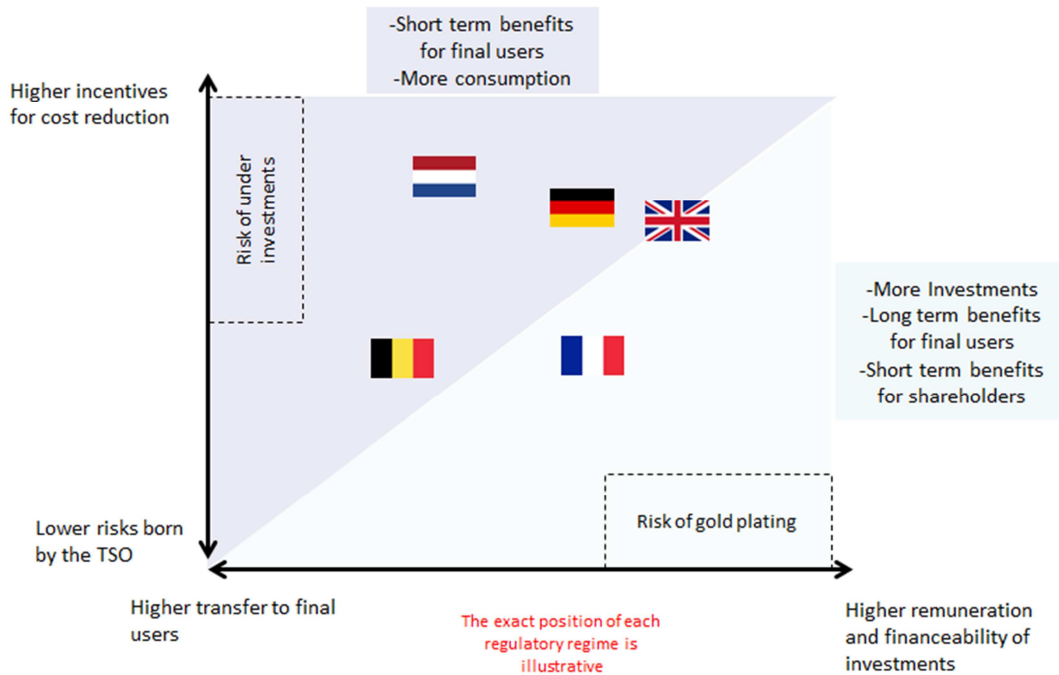 -Short term benefits
for final users
-More consumption
Higher incentives
for cost reduction
Risk of under
investments
-More Investments
-Long term benefits
for final users
-Short term benefits
for shareholders
Risk of gold plating
Lower risks born
by the TSO
Higher transfer to final
users
The exact position of each
regulatory regime is
illustrative
Higher remuneration
and financeability of
investments